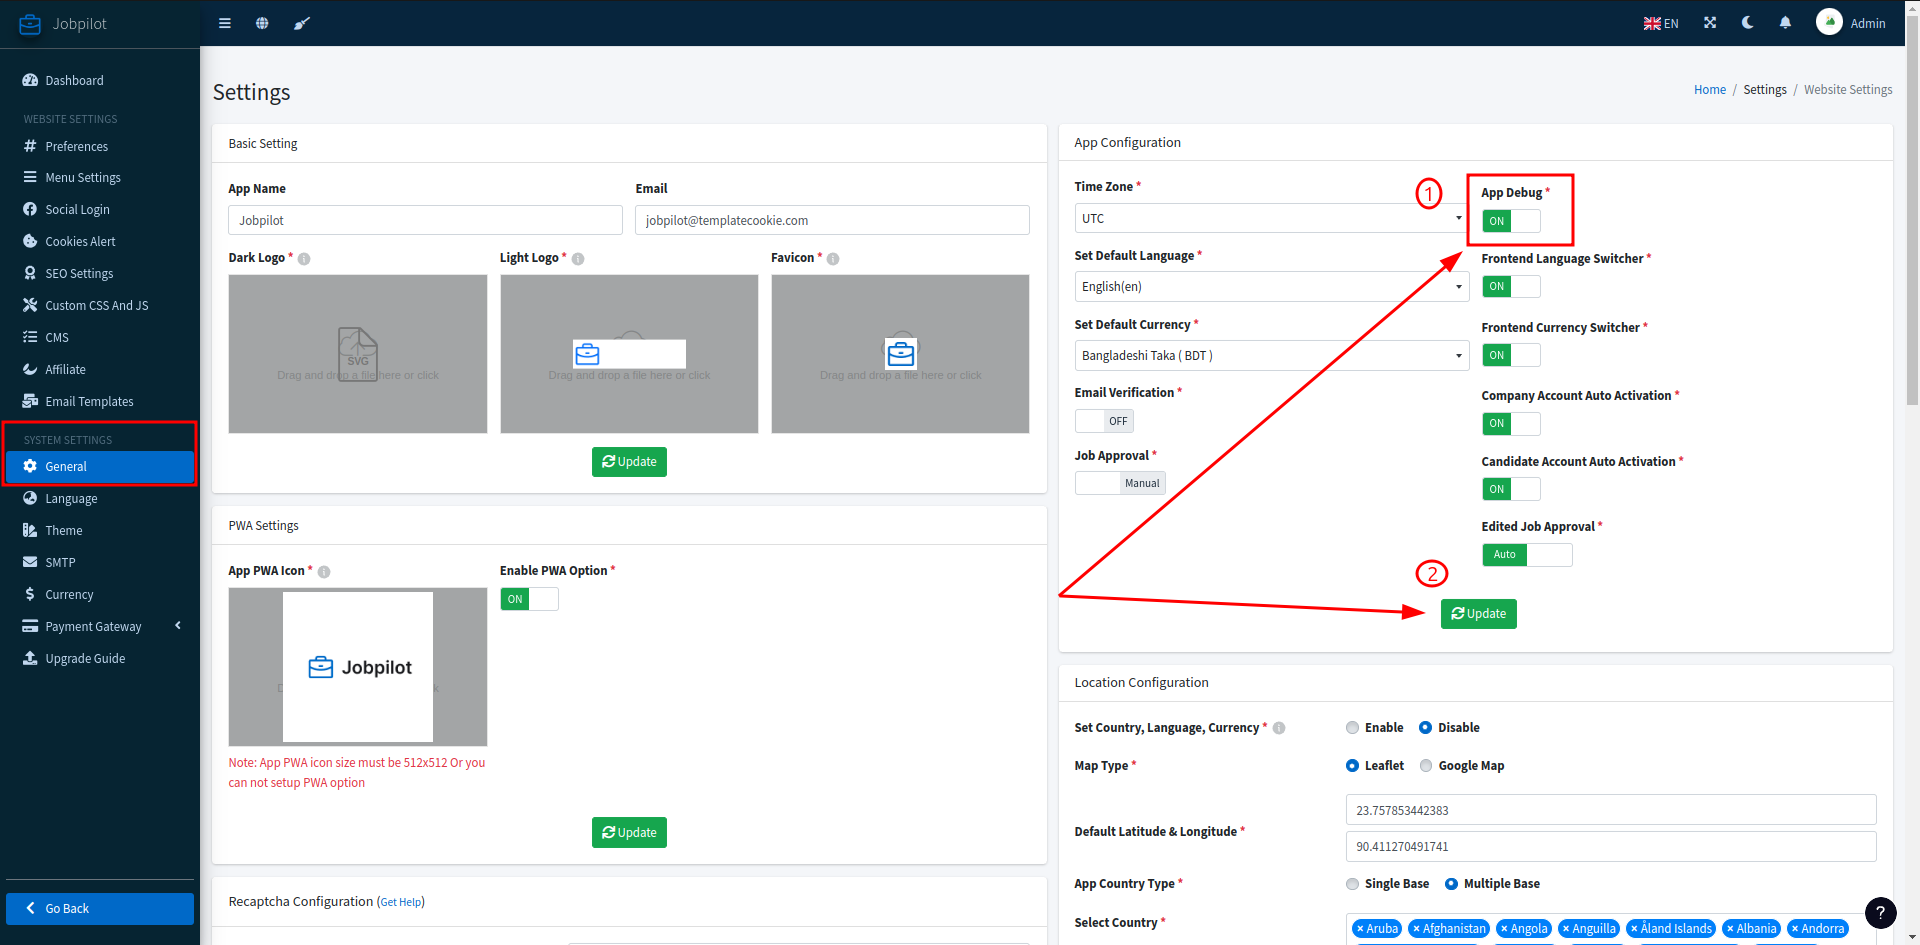 Jobpilot
EN
Admin
Dashboard
WEBSITE SETTINGS
Preferences
Menu Settings
Social Login
Cookies Alert
SEO Settings
Custom CSS And JS
CMS
Affiliate
Email Templates
SYSTEM SETTINGS
General
Language
Theme
SMTP
Currency
Payment Gateway
Upgrade Guide
Go Back
Settings
Home / Settings / Website Settings
Basic Setting
App Name
Email
Jobpilot
jobpilot@templatecookie.com
Dark Logo *
Light Logo *
Favicon *
SVG
Drag and drop a file here or click
Drag and drop a file here or click
Drag and drop a file here or click
Update
PWA Settings
App PWA Icon *
Enable PWA Option *
ON
Jobpilot
Note: App PWA icon size must be 512x512 Or you
can not setup PWA option
Update
Recaptcha Configuration (Get Help)
App Configuration
Time Zone *
UTC
1
App Debug *
ON
Set Default Language *
English(en)
Frontend Language Switcher *
ON
Set Default Currency *
Bangladeshi Taka ( BDT )
Frontend Currency Switcher *
ON
Email Verification *
OFF
Company Account Auto Activation *
ON
Job Approval *
Manual
Candidate Account Auto Activation *
ON
Edited Job Approval *
Auto
2
Update
Location Configuration
Set Country, Language, Currency *
Enable
Disable
Map Type *
Leaflet
Google Map
Default Latitude & Longitude *
23.757853442383
90.411270491741
App Country Type *
Single Base
Multiple Base
Select Country *
× Aruba × Afghanistan × Angola × Anguilla × Åland Islands × Albania × Andorra
?